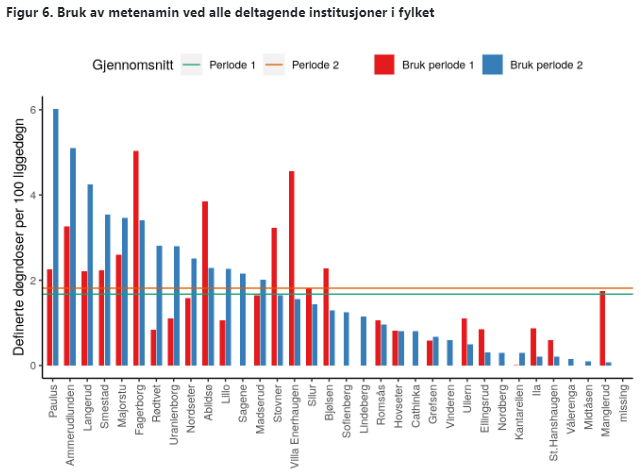 Figur 6. Bruk av metenamin ved alle deltagende institusjoner i fylket
Gjennomsnitt
Periode 1
Periode 2
Bruk periode 1
Bruk periode 2
Definerte døgndoser per 100 liggedøgn
6
4
2
0
Paulus
Ammerudlunden
Langerud
Smestad
Majorstu
Fagerborg
Rødtvet
Uranienborg
Nordseter
Abildsø
Lillo
Sagene
Madserud
Stovner
Villa Enerhaugen
Silur
Bjølsen
Sofienberg
Lindeberg
Romsås
Hovseter
Cathinka
Grefsen
Vinderen
Ullern
Ellingsrud
Nordberg
Kantarellen
Ila
St.Hanshaugen
Vålerenga
Midtåsen
Manglerud
missing